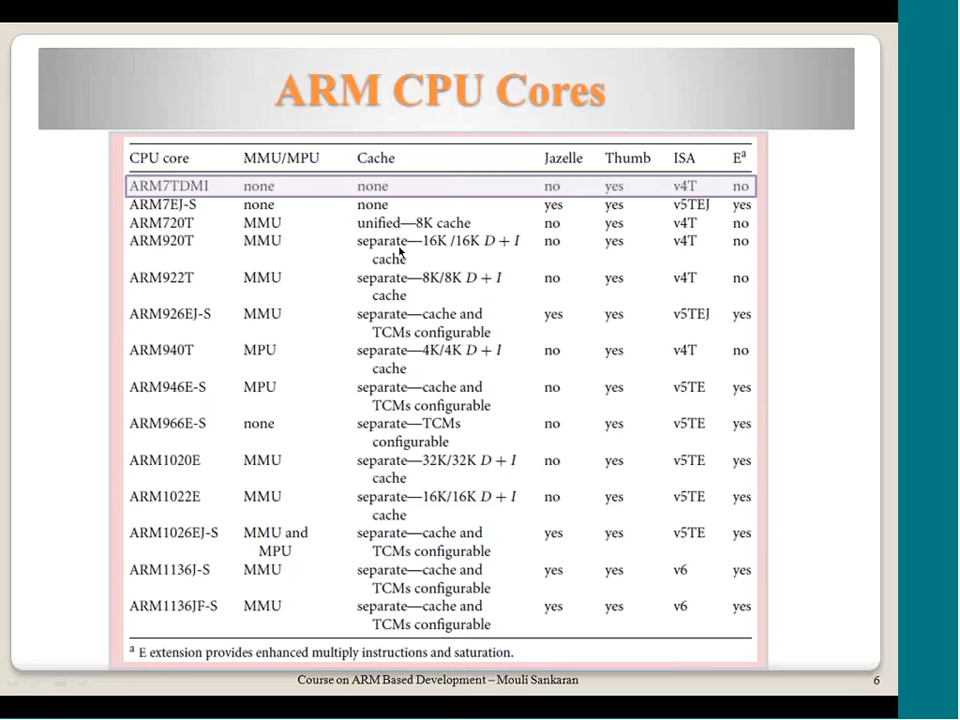 ARM CPU Cores
CPU core MMU/MPU Cache Jazelle Thumb ISA Eᵃ
ARM7TDMI none none no yes v4T no
ARM7EJ-S none none yes yes v5TEJ yes
ARM720T MMU unified—8K cache no yes v4T no
ARM920T MMU separate—16K /16K D + I no yes v4T no
cache
ARM922T MMU separate—8K/8K D + I no yes v4T no
cache
ARM926EJ-S MMU separate—cache and yes yes v5TEJ yes
TCMs configurable
ARM940T MPU separate—4K/4K D + I no yes v4T no
cache
ARM946E-S MPU separate—cache and no yes v5TE yes
TCMs configurable
ARM966E-S none separate—TCMs no yes v5TE yes
configurable
ARM1020E MMU separate—32K/32K D + I no yes v5TE yes
cache
ARM1022E MMU separate—16K/16K D + I no yes v5TE yes
cache
ARM1026EJ-S MMU and separate—cache and yes yes v5TE yes
MPU TCMs configurable
ARM1136J-S MMU separate—cache and yes yes v6 yes
TCMs configurable
ARM1136JF-S MMU separate—cache and yes yes v6 yes
TCMs configurable
ᵃ E extension provides enhanced multiply instructions and saturation.
Course on ARM Based Development – Mouli Sankaran 6